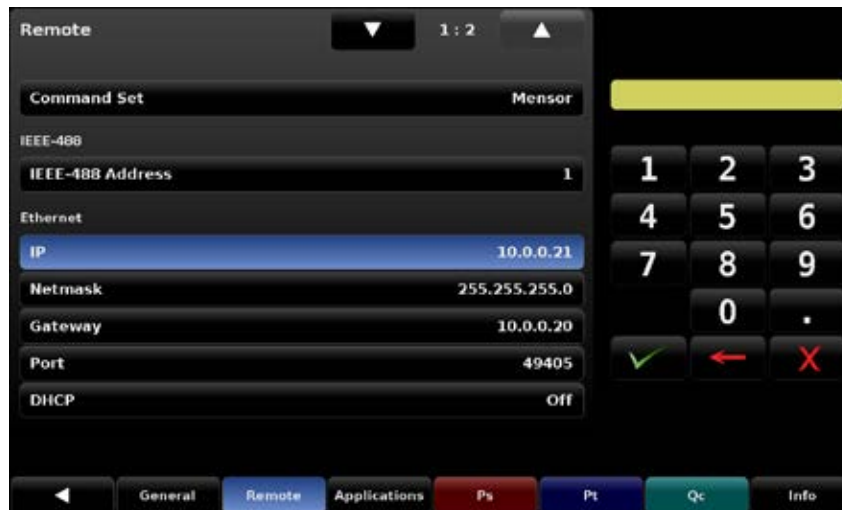 Remote 1 : 2
Command Set Mensor
IEEE-488
IEEE-488 Address 1
Ethernet
IP 10.0.0.21
Netmask 255.255.255.0
Gateway 10.0.0.20
Port 49405
DHCP Off
1 2 3
4 5 6
7 8 9
0 .
X
General Remote Applications Ps Pt Qc Info